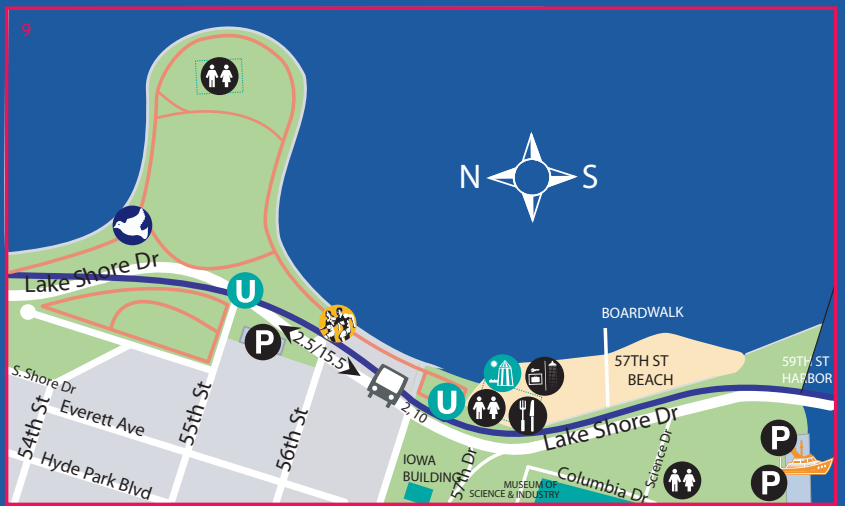 9
N
S
Lake Shore Dr
U
P
2.5/15.5
BOARDWALK
57TH ST
BEACH
59TH ST
HARBOR
S. Shore Dr
54th St
Everett Ave
55th St
56th St
Hyde Park Blvd
U
2, 10
Lake Shore Dr
IOWA
BUILDING
57th Dr
MUSEUM OF
SCIENCE & INDUSTRY
Columbia Dr
Science Dr
P
P